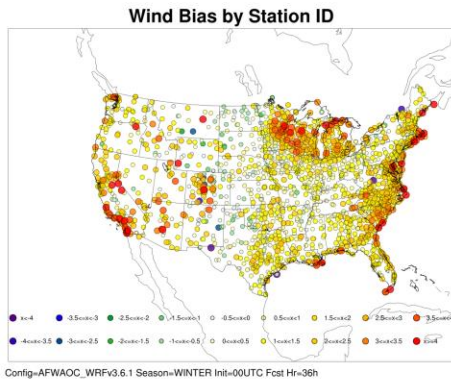 Wind Bias by Station ID
x<-4 -3.5<=x<-3 -2.5<=x<-2 -1.5<=x<-1 -0.5<=x<0 0.5<=x<1 1.5<=x<2 2.5<=x<3 3.5<=x<
-4<=x<-3.5 -3<=x<-2.5 -2<=x<-1.5 -1<=x<-0.5 0<=x<0.5 1<=x<1.5 2<=x<2.5 3<=x<3.5 x>=4
Config=AFWAOC_WRFv3.6.1 Season=WINTER Init=00UTC Fcst Hr=36h